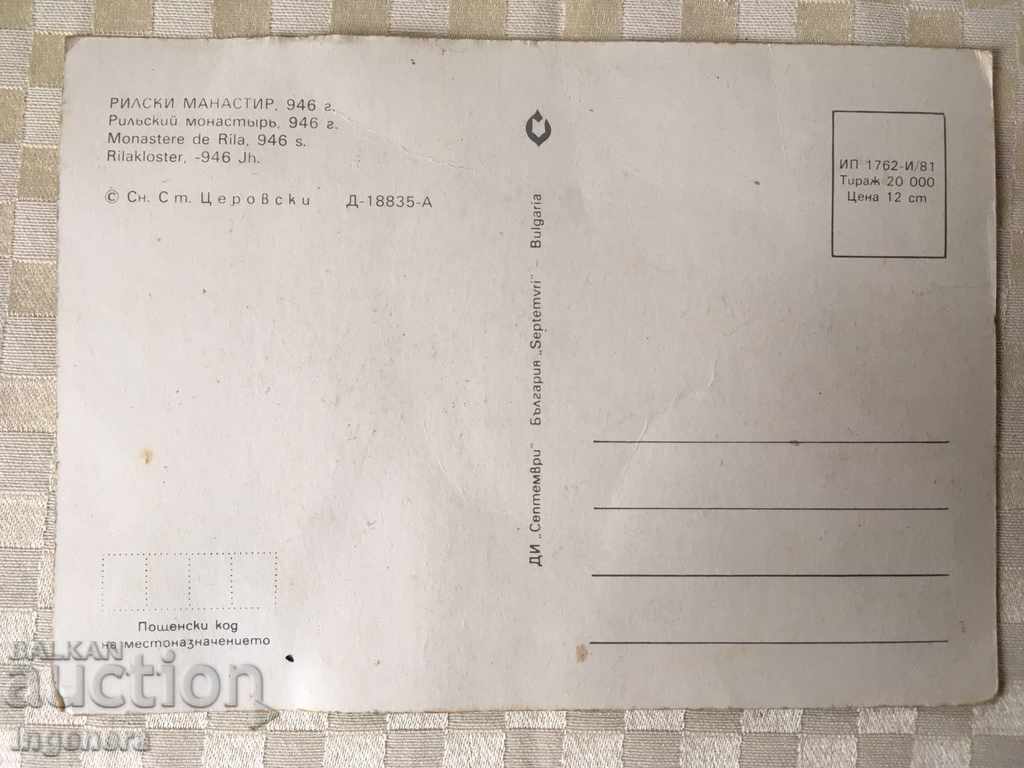 РИЛСКИ МАНАСТИР, 946 г.
Рильский монастырь, 946 г.
Monastere de Rila, 946 s.
Rilakloster, -946 Jh.
© Сн. Ст. Церовски Д-18835-А
ДИ „Септември" България „Septemvri" – Bulgaria
ИП 1762-И/81
Тираж 20 000
Цена 12 ст
Пощенски код
на местоназначението
BALKAN
auction
Ingenera